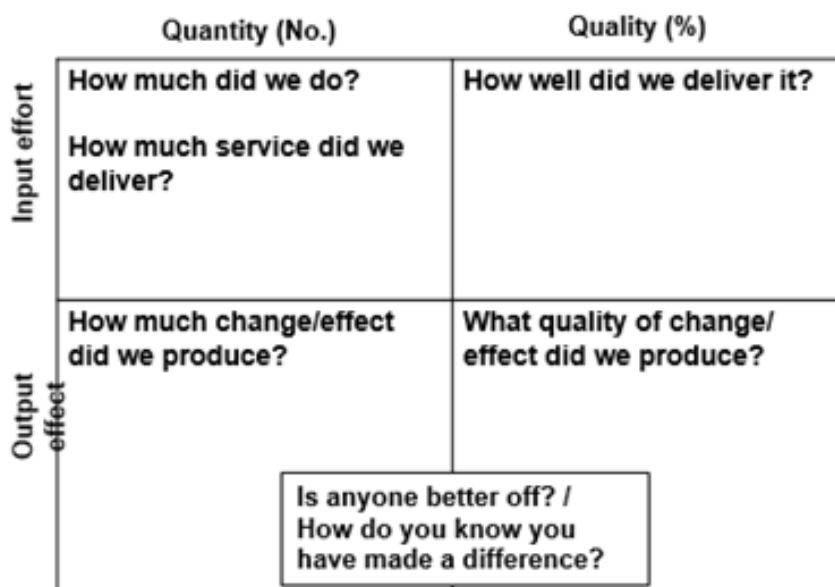 Quantity (No.)
Quality (%)
Input effort
How much did we do?
How much service did we
deliver?
How well did we deliver it?
Output
effect
How much change/effect
did we produce?
What quality of change/
effect did we produce?
Is anyone better off? /
How do you know you
have made a difference?